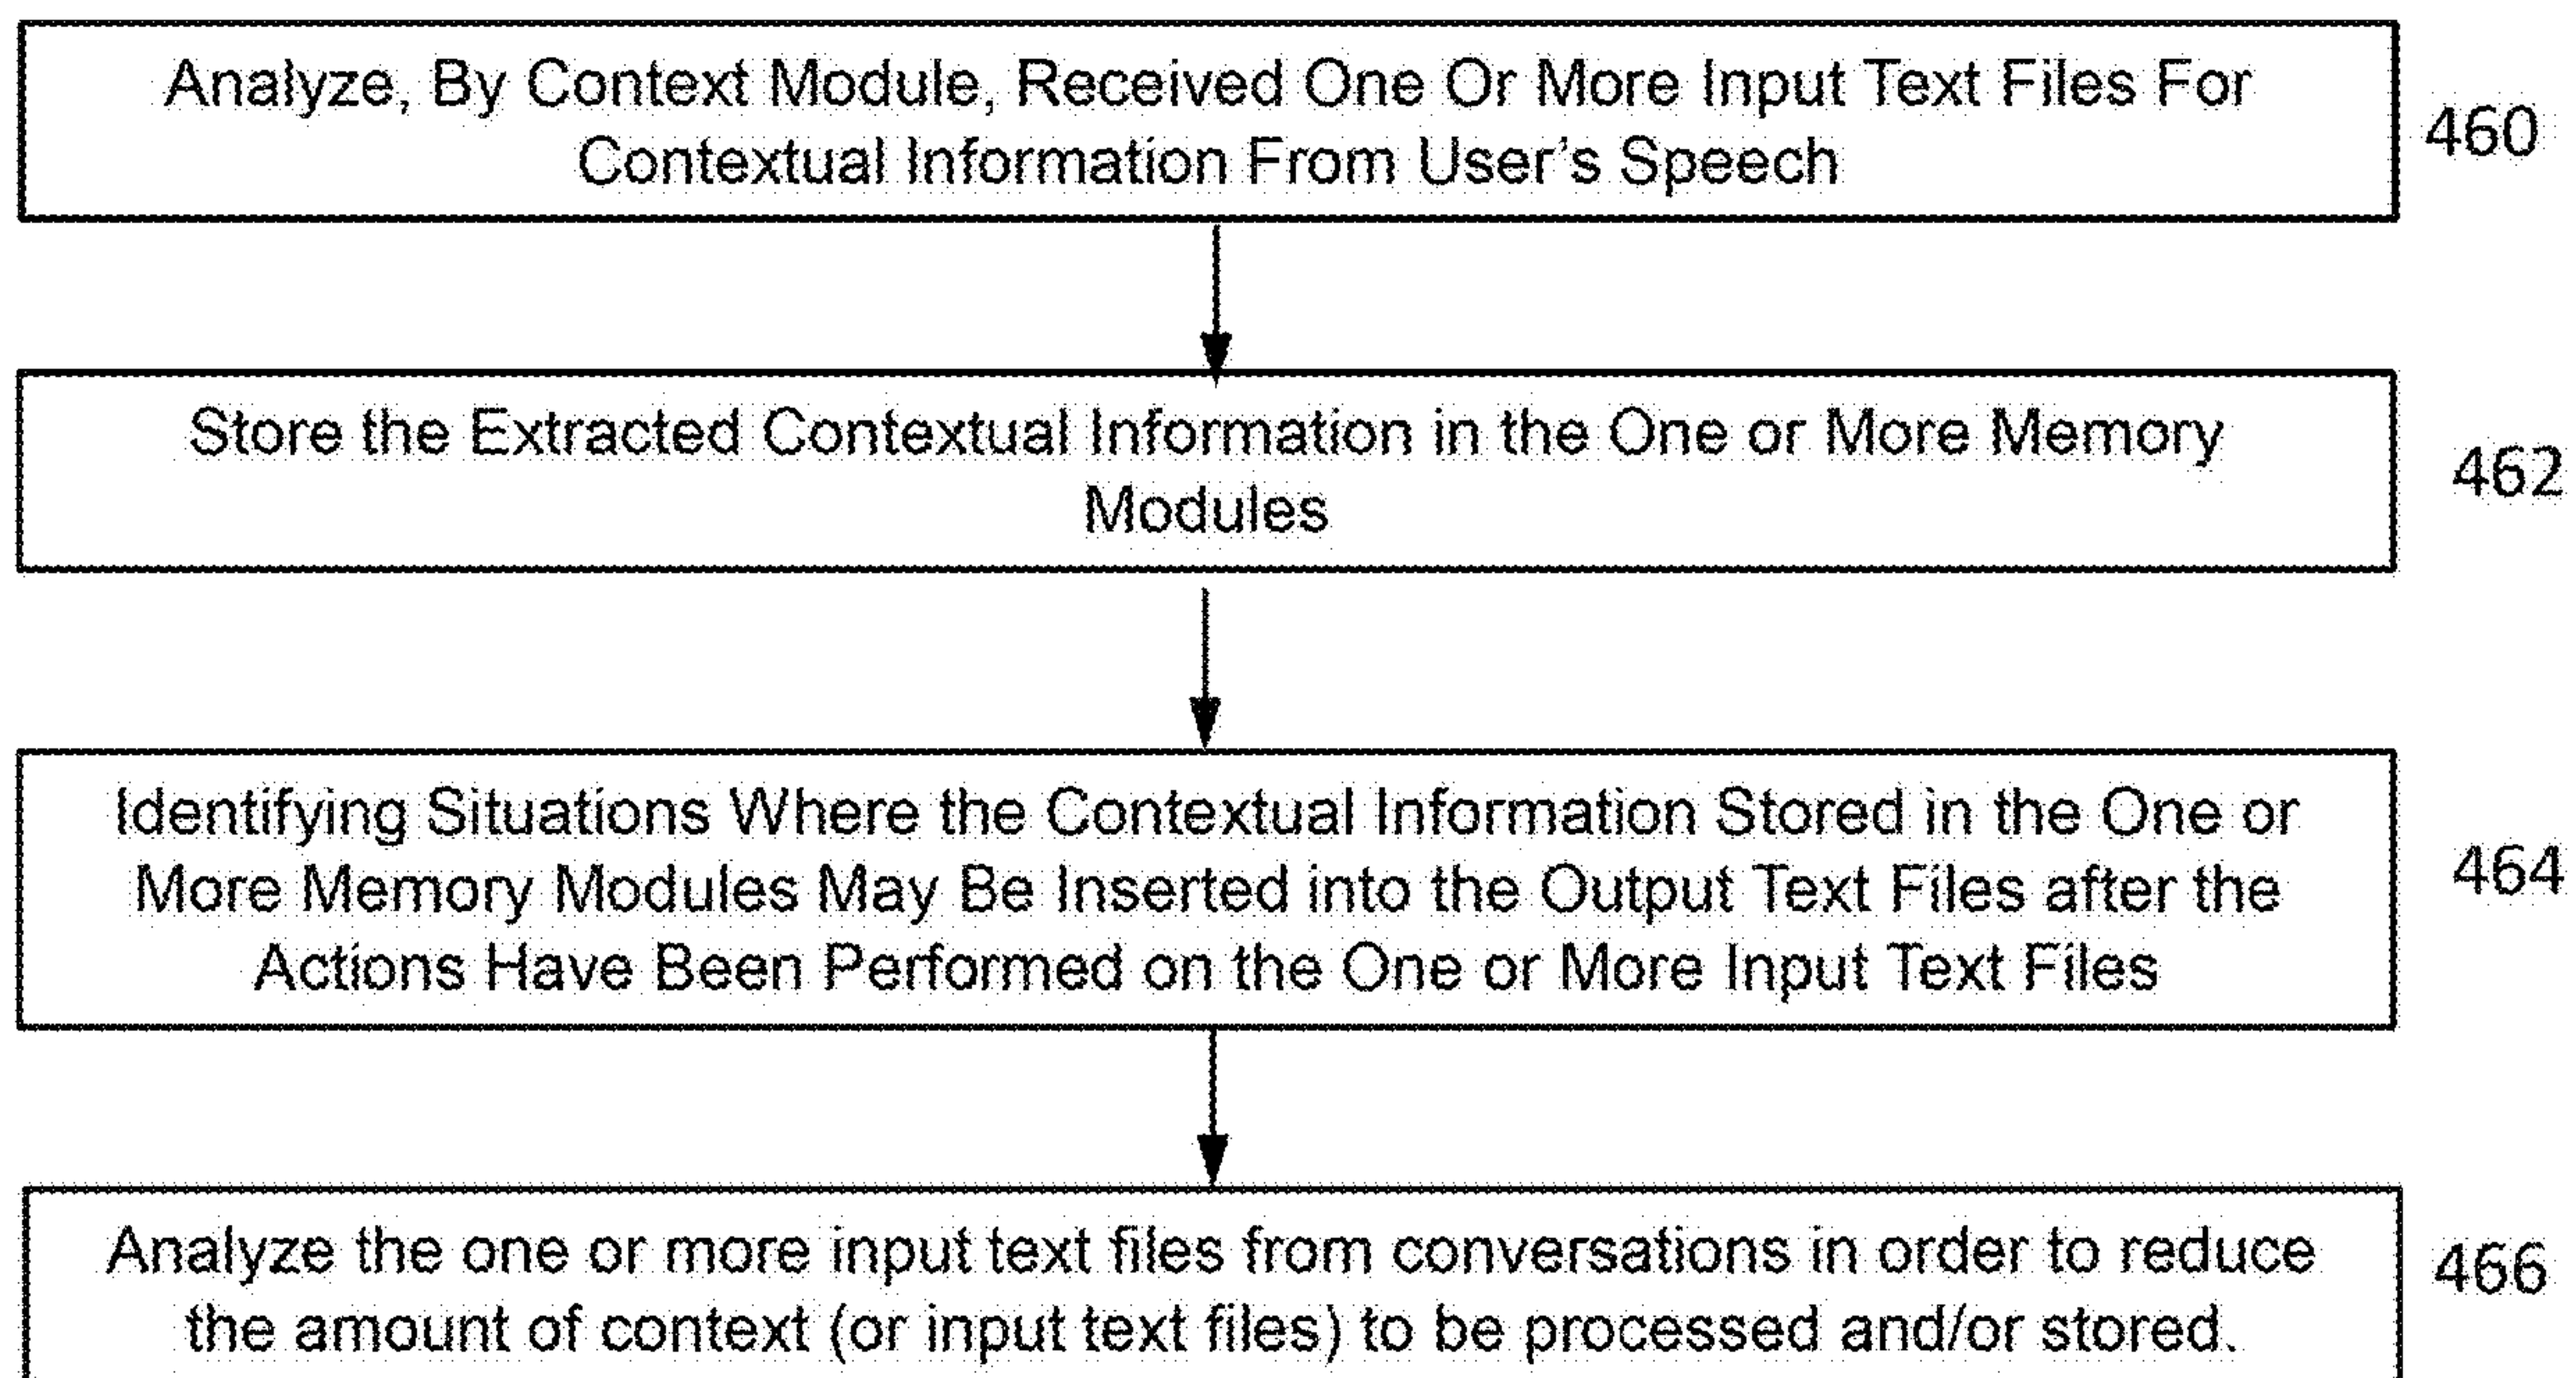 Analyze, By Context Module, Received One Or More Input Text Files For
Contextual Information From User's Speech
460
Store the Extracted Contextual Information in the One or More Memory
Modules
462
Identifying Situations Where the Contextual Information Stored in the One or
More Memory Modules May Be Inserted into the Output Text Files after the
Actions Have Been Performed on the One or More Input Text Files
464
Analyze the one or more input text files from conversations in order to reduce
the amount of context (or input text files) to be processed and/or stored.
466